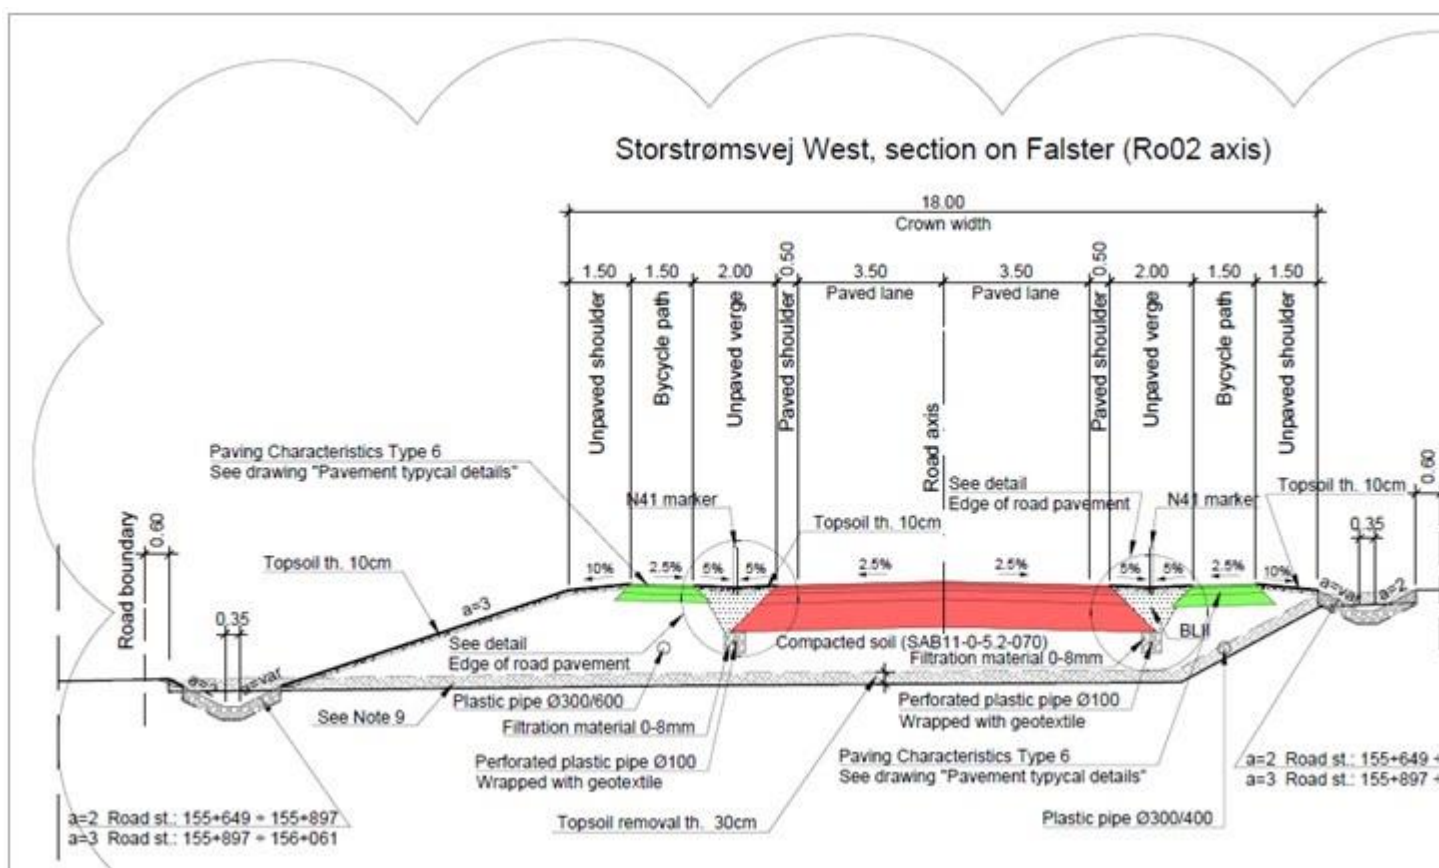 Storstrømsvej West, section on Falster (Ro02 axis)
18.00
Crown width
1.50
1.50
2.00
0.50
3.50
3.50
0.50
2.00
1.50
1.50
Unpaved shoulder
Bycycle path
Unpaved verge
Paved shoulder
Paved lane
Paved lane
Road axis
Paved shoulder
Unpaved verge
Bycycle path
Unpaved shoulder
Paving Characteristics Type 6
See drawing "Pavement typycal details"
N41 marker
Topsoil th. 10cm
See detail
Edge of road pavement
N41 marker
Topsoil th. 10cm
0.60
0.35
Road boundary
0.60
Topsoil th. 10cm
0.35
a=3
10%
2.5%
5%
5%
2.5%
2.5%
5%
5%
2.5%
10%
a=var
a=2
a=var
See detail
Edge of road pavement
Compacted soil (SAB11-0-5.2-070)
BLII
Filtration material 0-8mm
Plastic pipe Ø300/600
Perforated plastic pipe Ø100
Wrapped with geotextile
See Note 9
Filtration material 0-8mm
Perforated plastic pipe Ø100
Wrapped with geotextile
Paving Characteristics Type 6
See drawing "Pavement typycal details"
a=2 Road st.: 155+649 ÷
a=3 Road st.: 155+897 ÷
a=2 Road st.: 155+649 ÷ 155+897
a=3 Road st.: 155+897 ÷ 156+061
Topsoil removal th. 30cm
Plastic pipe Ø300/400